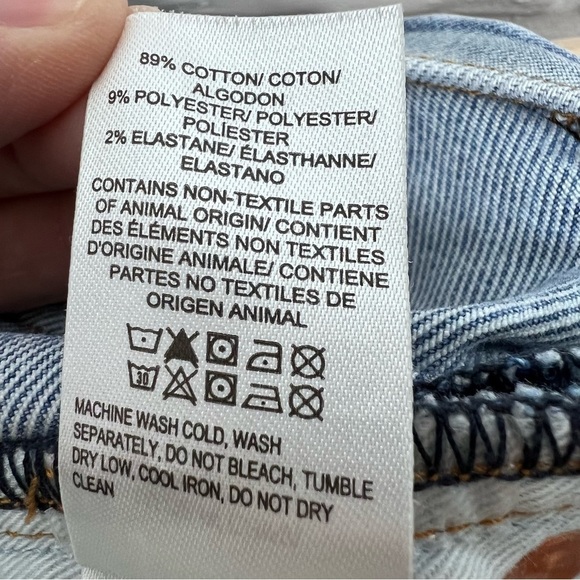 89% COTTON/ COTON/
ALGODON
9% POLYESTER/ POLYESTER/
POLÍESTER
2% ELASTANE/ ÉLASTHANNE/
ELASTANO
CONTAINS NON-TEXTILE PARTS
OF ANIMAL ORIGIN/ CONTIENT
DES ÉLÉMENTS NON TEXTILES
D'ORIGINE ANIMALE/ CONTIENE
PARTES NO TEXTILES DE
ORIGEN ANIMAL
30
MACHINE WASH COLD, WASH
SEPARATELY, DO NOT BLEACH, TUMBLE
DRY LOW, COOL IRON, DO NOT DRY
CLEAN